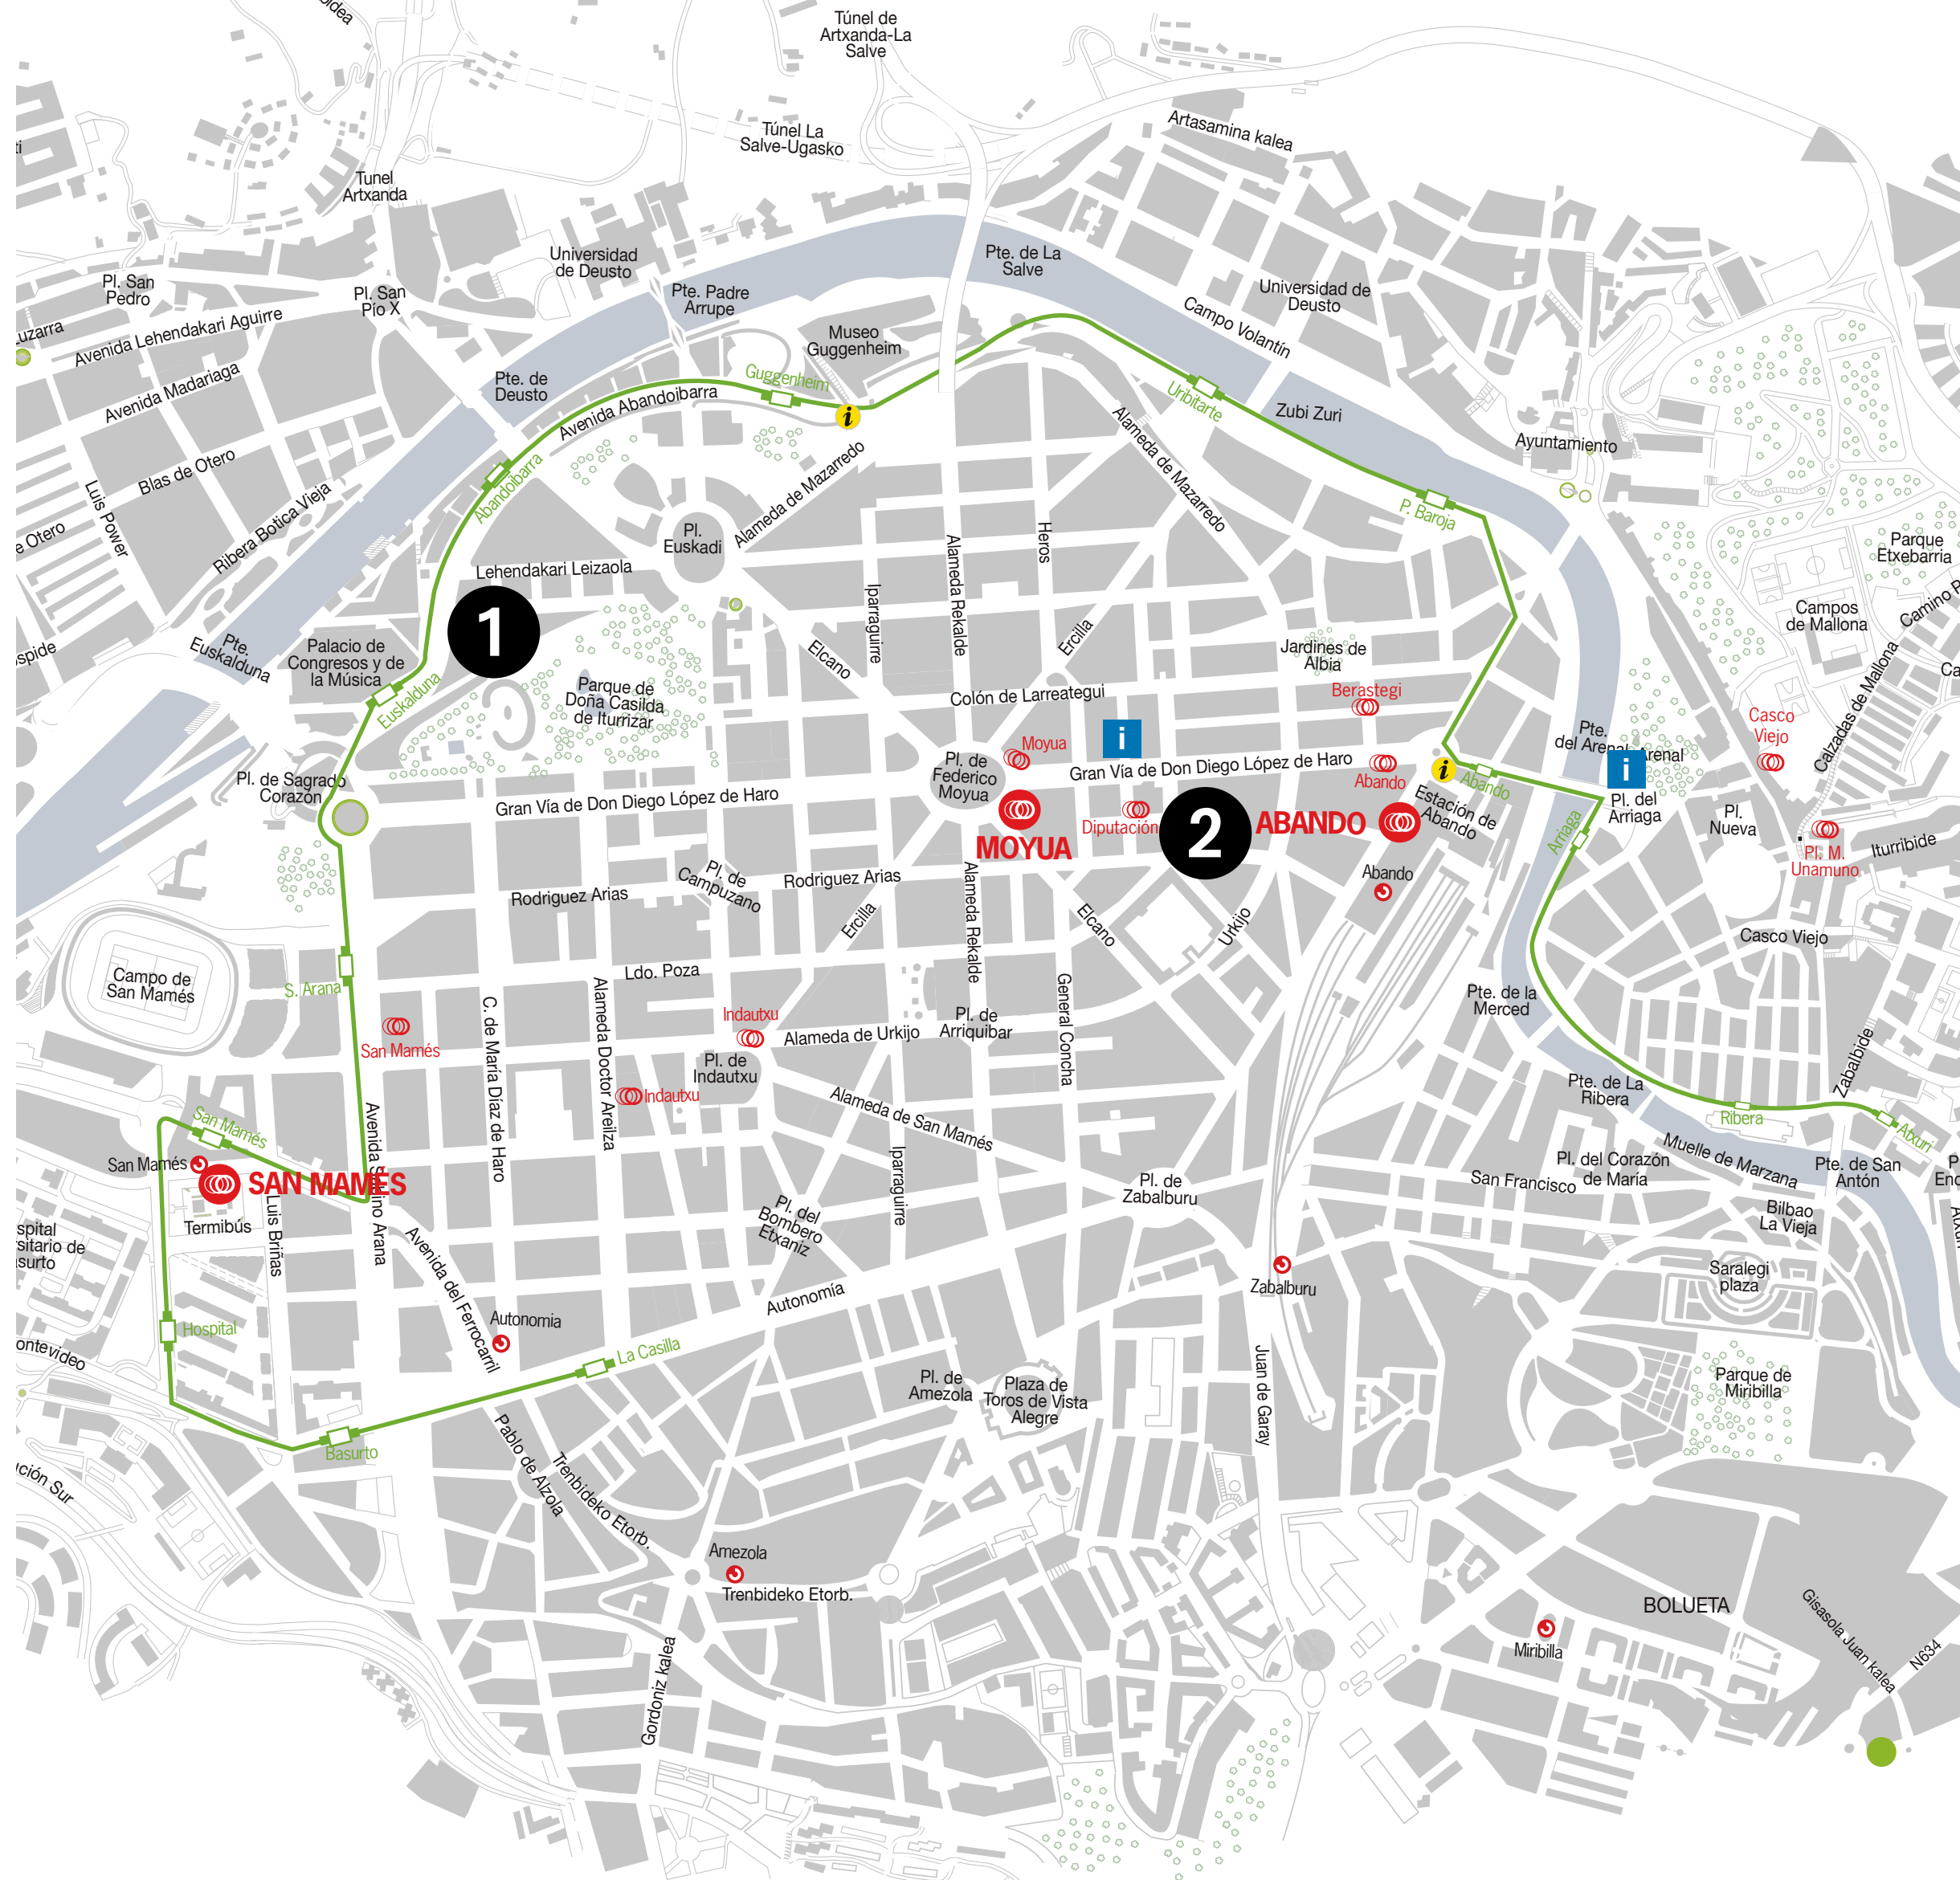 Túnel de
Artxanda-La
Salve
Túnel La
Salve-Ugasko
Artasamina kalea
Tunel
Artxanda
Universidad
de Deusto
Pl. San
Pedro
Pl. San
Pío X
Pte. Padre
Arrupe
Pte. de La
Salve
Universidad de
Deusto
Campo Volantín
Avenida Lehendakari Aguirre
Museo
Guggenheim
Guggenheim
i
Avenida Madariaga
Pte. de
Deusto
Avenida Abandoibarra
Uribitarte
Zubi Zuri
Ayuntamiento
Alameda de Mazarredo
Alameda de Mazarredo
Blas de Otero
Luis Power
Ribera Botica Vieja
Abandoibarra
P. Baroja
Pl.
Euskadi
Heros
Alameda Rekalde
Iparraguirre
Parque
Etxebarria
Lehendakari Leizaola
1
Campos
de Mallona
Pte.
Euskalduna
Palacio de
Congresos y de
la Música
Euskalduna
Elcano
Ercilla
Jardines de
Albia
Parque de
Doña Casilda
de Iturrizar
Colón de Larreategui
Berastegi
Calzadas de Mallona
Casco
Viejo
Pte.
del Arenal
Arenal
i
Moyua
i
Pl. de
Federico
Moyua
Gran Vía de Don Diego López de Haro
Abando
i
Abando
Pl. de Sagrado
Corazón
Gran Vía de Don Diego López de Haro
MOYUA
Diputación
2
ABANDO
Estación de
Abando
Pl. del
Arriaga
Arriaga
Pl.
Nueva
Pl. M.
Unamuno
Iturribide
Abando
Pl. de
Campuzano
Rodriguez Arias
Rodriguez Arias
Ercilla
Alameda Rekalde
Elcano
Urkijo
Casco Viejo
Campo de
San Mamés
S. Arana
Ldo. Poza
General Concha
Pte. de la
Merced
San Mamés
C. de María Díaz de Haro
Alameda Doctor Areilza
Indautxu
Alameda de Urkijo
Pl. de
Arriquibar
Pl. de
Indautxu
Indautxu
Zabalbide
Pte. de La
Ribera
Ribera
Atxuri
Alameda de San Mamés
Iparraguirre
San Mamés
San Mamés
SAN MAMÉS
Avenida Sabino Arana
Termibús
Luis Briñas
Pl. de
Zabalburu
San Francisco
Pl. del Corazón
de María
Muelle de Marzana
Pte. de San
Antón
Bilbao
La Vieja
Pl. del
Bombero
Etxaniz
Avenida del Ferrocarril
Autonomía
Zabalburu
Saralegi
plaza
Hospital
Autonomia
La Casilla
Basurto
Pl. de
Amezola
Plaza de
Toros de Vista
Alegre
Juan de Garay
Parque de
Miribilla
Pablo de Alzola
Trenbideko Etorb.
Amezola
Trenbideko Etorb.
BOLUETA
Miribilla
Gisasola Juan kalea
N634
Gordoniz kalea